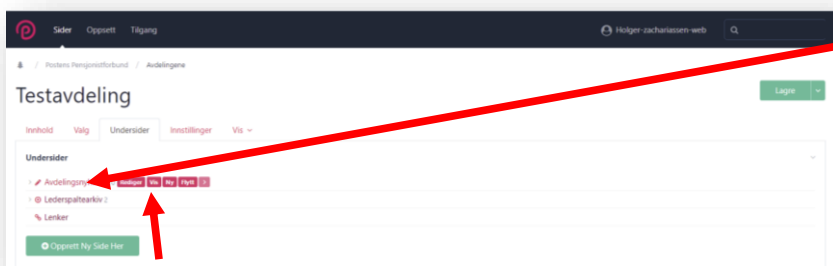 Sider Oppsett Tilgang Holger-zachariassen-web
/ Postens Pensjonistforbund / Avdelingene
Testavdeling
Lagre
Innhold Valg Undersider Innstillinger Vis
Undersider
Rediger Vis Ny Flytt
Lederspaltearkiv 2
Lenker
Opprett Ny Side Her